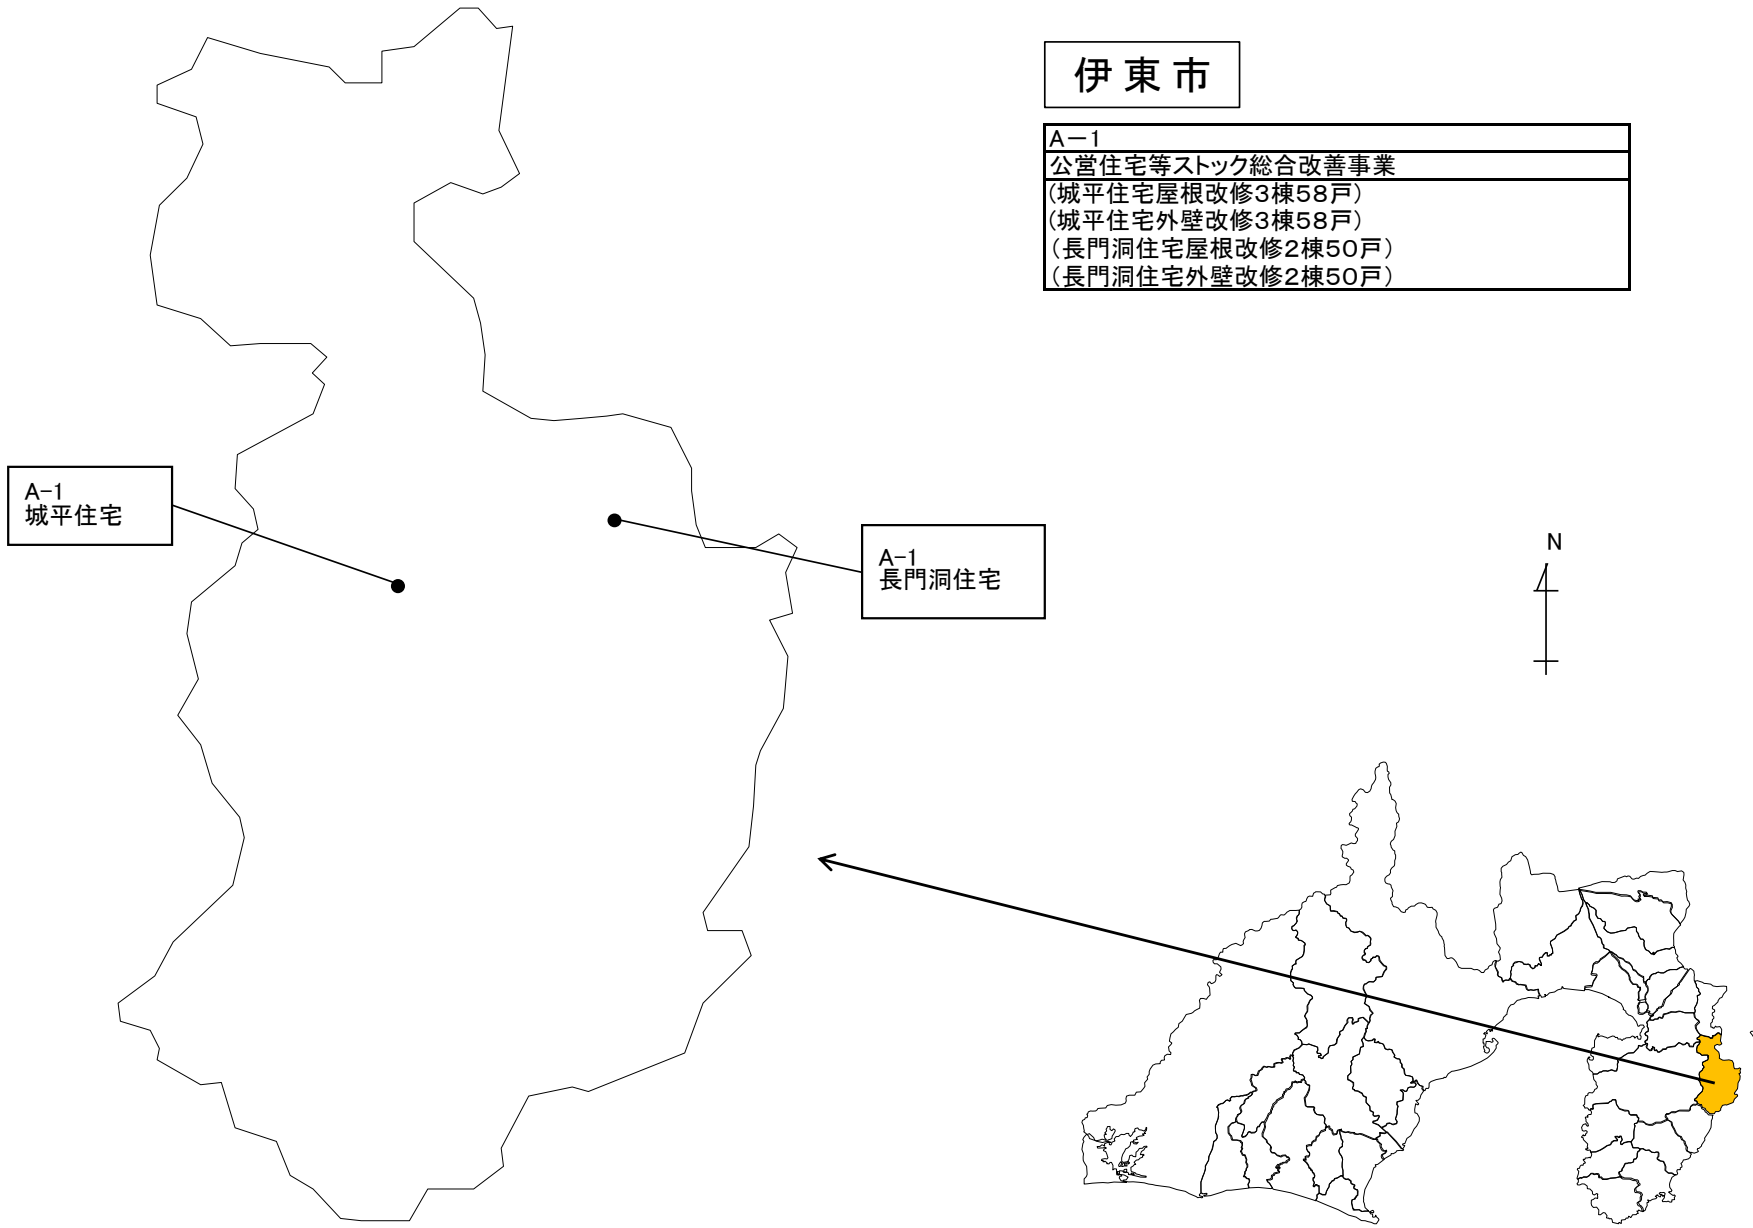 伊東市
A－1
公営住宅等ストック総合改善事業
(城平住宅屋根改修3棟58戸)
(城平住宅外壁改修3棟58戸)
（長門洞住宅屋根改修2棟50戸）
（長門洞住宅外壁改修2棟50戸）
A-1
城平住宅
A-1
長門洞住宅
N